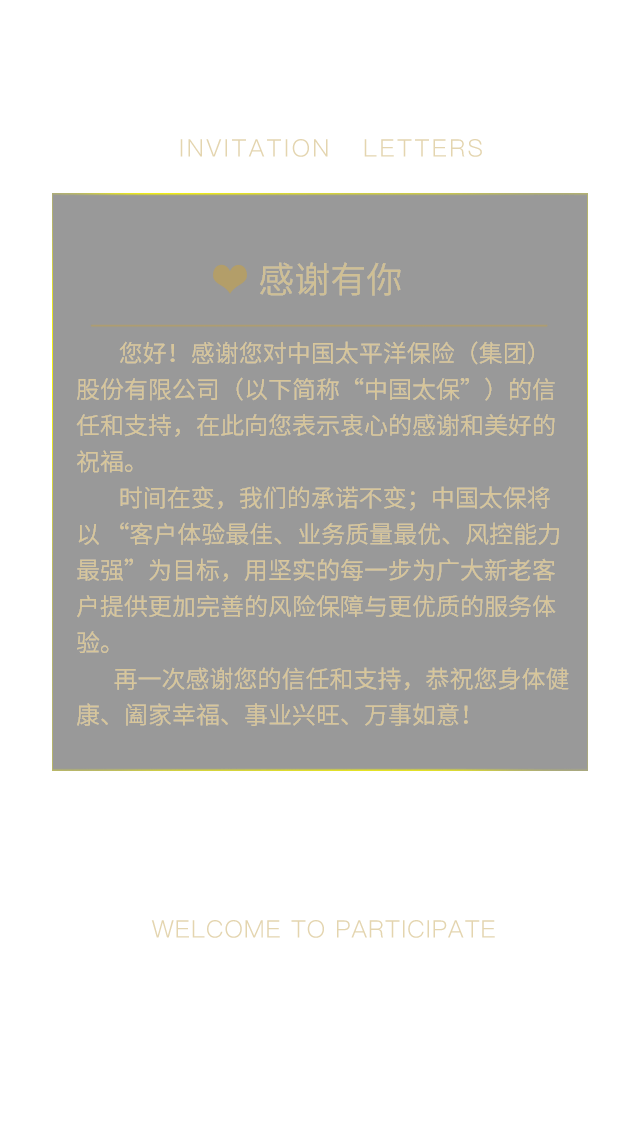 INVITATION LETTERS
感谢有你
您好！感谢您对中国太平洋保险（集团）
股份有限公司（以下简称“中国太保”）的信
任和支持，在此向您表示衷心的感谢和美好的
祝福。
时间在变，我们的承诺不变；中国太保将
以 “客户体验最佳、业务质量最优、风控能力
最强”为目标，用坚实的每一步为广大新老客
户提供更加完善的风险保障与更优质的服务体
验。
再一次感谢您的信任和支持，恭祝您身体健
康、阖家幸福、事业兴旺、万事如意！
WELCOME TO PARTICIPATE